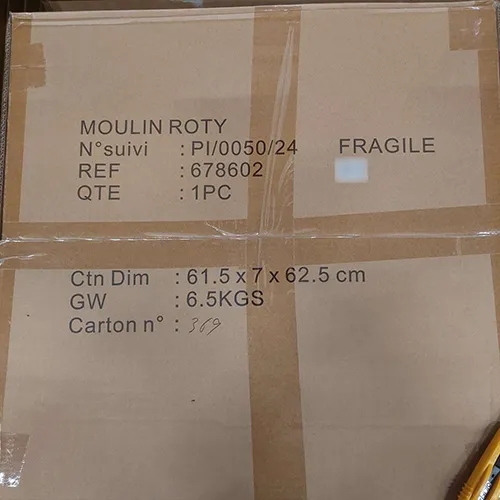 MOULIN ROTY
N°suivi : PI/0050/24 FRAGILE
REF : 678602
QTE : 1PC
Ctn Dim : 61.5 x 7 x 62.5 cm
GW : 6.5KGS
Carton n° : 369